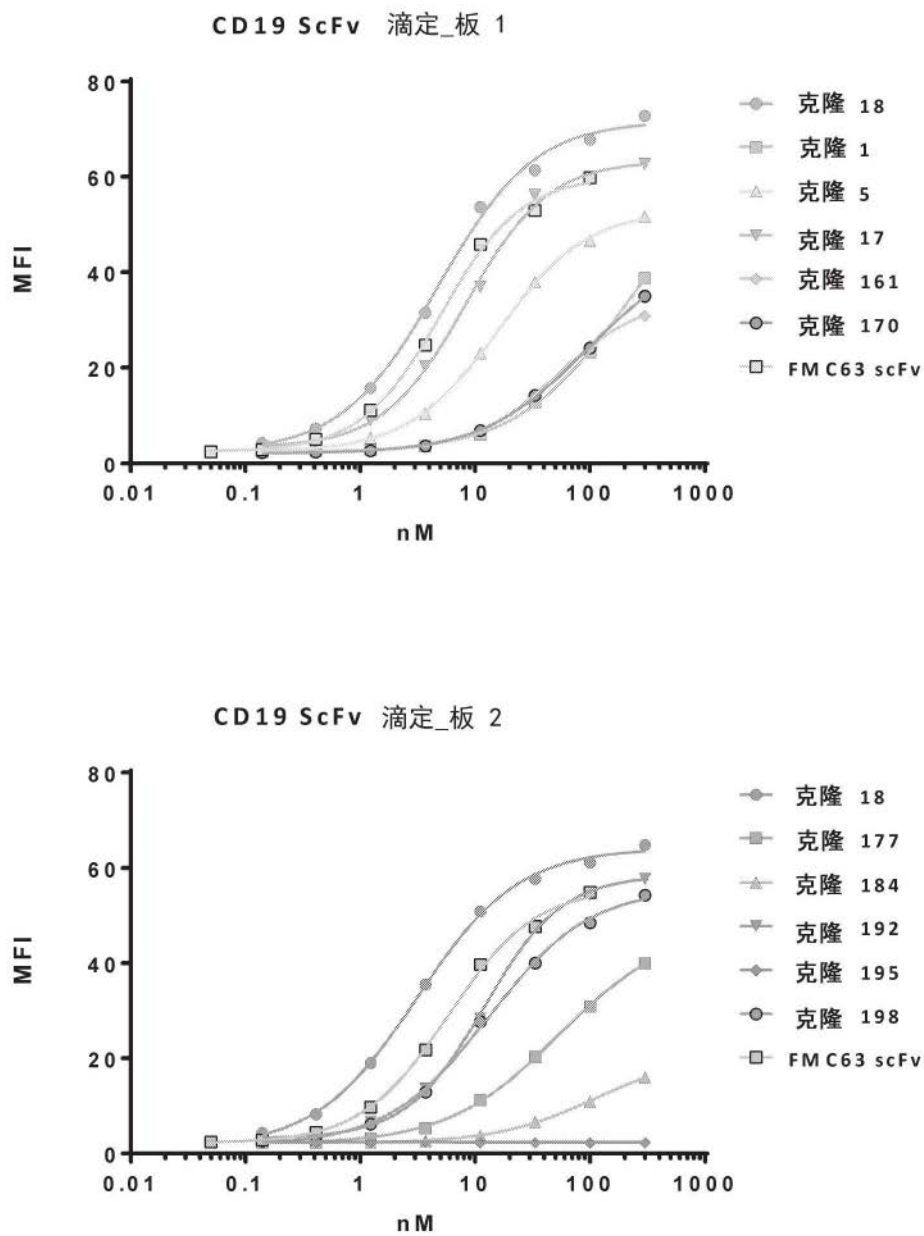 CD19 ScFv 滴定_板 1
80
60
40
20
0
MFI
0.01 0.1 1 10 100 1000
nM
克隆 18
克隆 1
克隆 5
克隆 17
克隆 161
克隆 170
FMC63 scFv
CD19 ScFv 滴定_板 2
80
60
40
20
0
MFI
0.01 0.1 1 10 100 1000
nM
克隆 18
克隆 177
克隆 184
克隆 192
克隆 195
克隆 198
FMC63 scFv